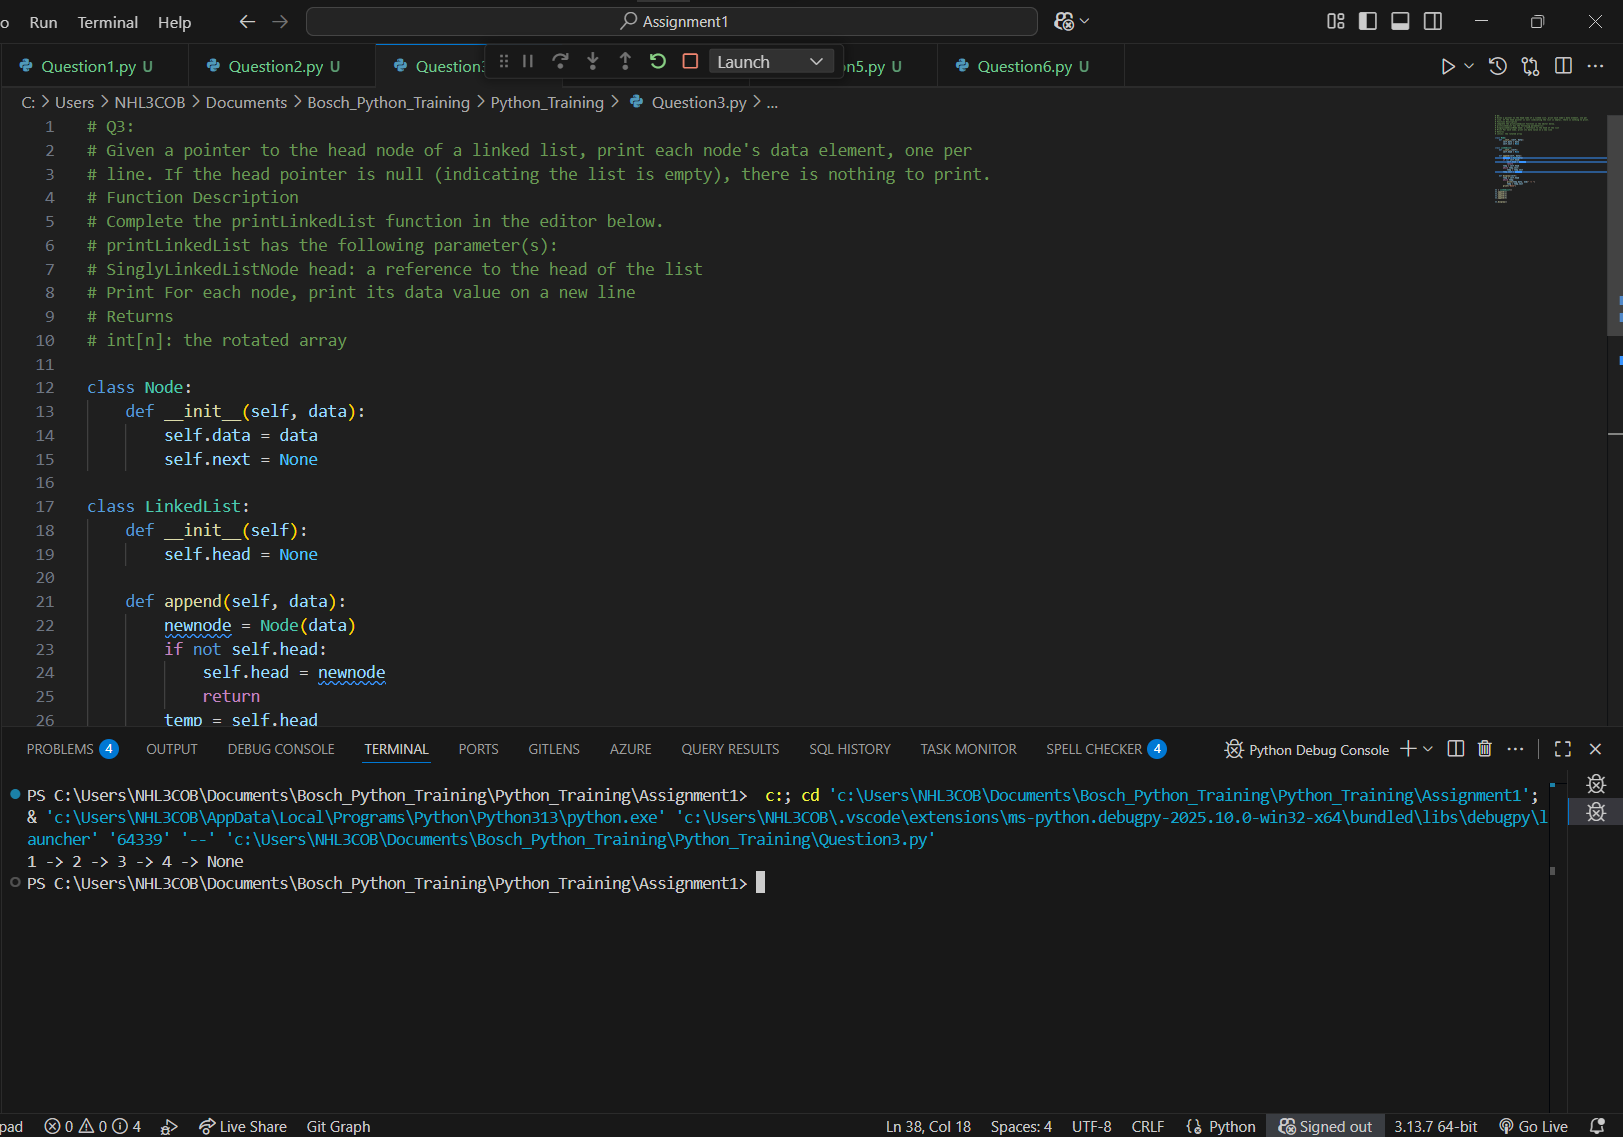 o Run Terminal Help Assignment1
Question1.py U Question2.py U Question3 Launch n5.py U Question6.py U
C: > Users > NHL3COB > Documents > Bosch_Python_Training > Python_Training > Question3.py > ...
1 # Q3:
2 # Given a pointer to the head node of a linked list, print each node's data element, one per
3 # line. If the head pointer is null (indicating the list is empty), there is nothing to print.
4 # Function Description
5 # Complete the printLinkedList function in the editor below.
6 # printLinkedList has the following parameter(s):
7 # SinglyLinkedListNode head: a reference to the head of the list
8 # Print For each node, print its data value on a new line
9 # Returns
10 # int[n]: the rotated array
11
12 class Node:
13 def __init__(self, data):
14 self.data = data
15 self.next = None
16
17 class LinkedList:
18 def __init__(self):
19 self.head = None
20
21 def append(self, data):
22 newnode = Node(data)
23 if not self.head:
24 self.head = newnode
25 return
26 temp = self.head
PROBLEMS 4 OUTPUT DEBUG CONSOLE TERMINAL PORTS GITLENS AZURE QUERY RESULTS SQL HISTORY TASK MONITOR SPELL CHECKER 4 Python Debug Console
PS C:\Users\NHL3COB\Documents\Bosch_Python_Training\Python_Training\Assignment1> c:; cd 'c:\Users\NHL3COB\Documents\Bosch_Python_Training\Python_Training\Assignment1';
& 'c:\Users\NHL3COB\AppData\Local\Programs\Python\Python313\python.exe' 'c:\Users\NHL3COB\.vscode\extensions\ms-python.debugpy-2025.10.0-win32-x64\bundled\libs\debugpy\l
auncher' '64339' '--' 'c:\Users\NHL3COB\Documents\Bosch_Python_Training\Python_Training\Question3.py'
1 -> 2 -> 3 -> 4 -> None
PS C:\Users\NHL3COB\Documents\Bosch_Python_Training\Python_Training\Assignment1>
pad 0 0 4 Live Share Git Graph Ln 38, Col 18 Spaces: 4 UTF-8 CRLF Python Signed out 3.13.7 64-bit Go Live